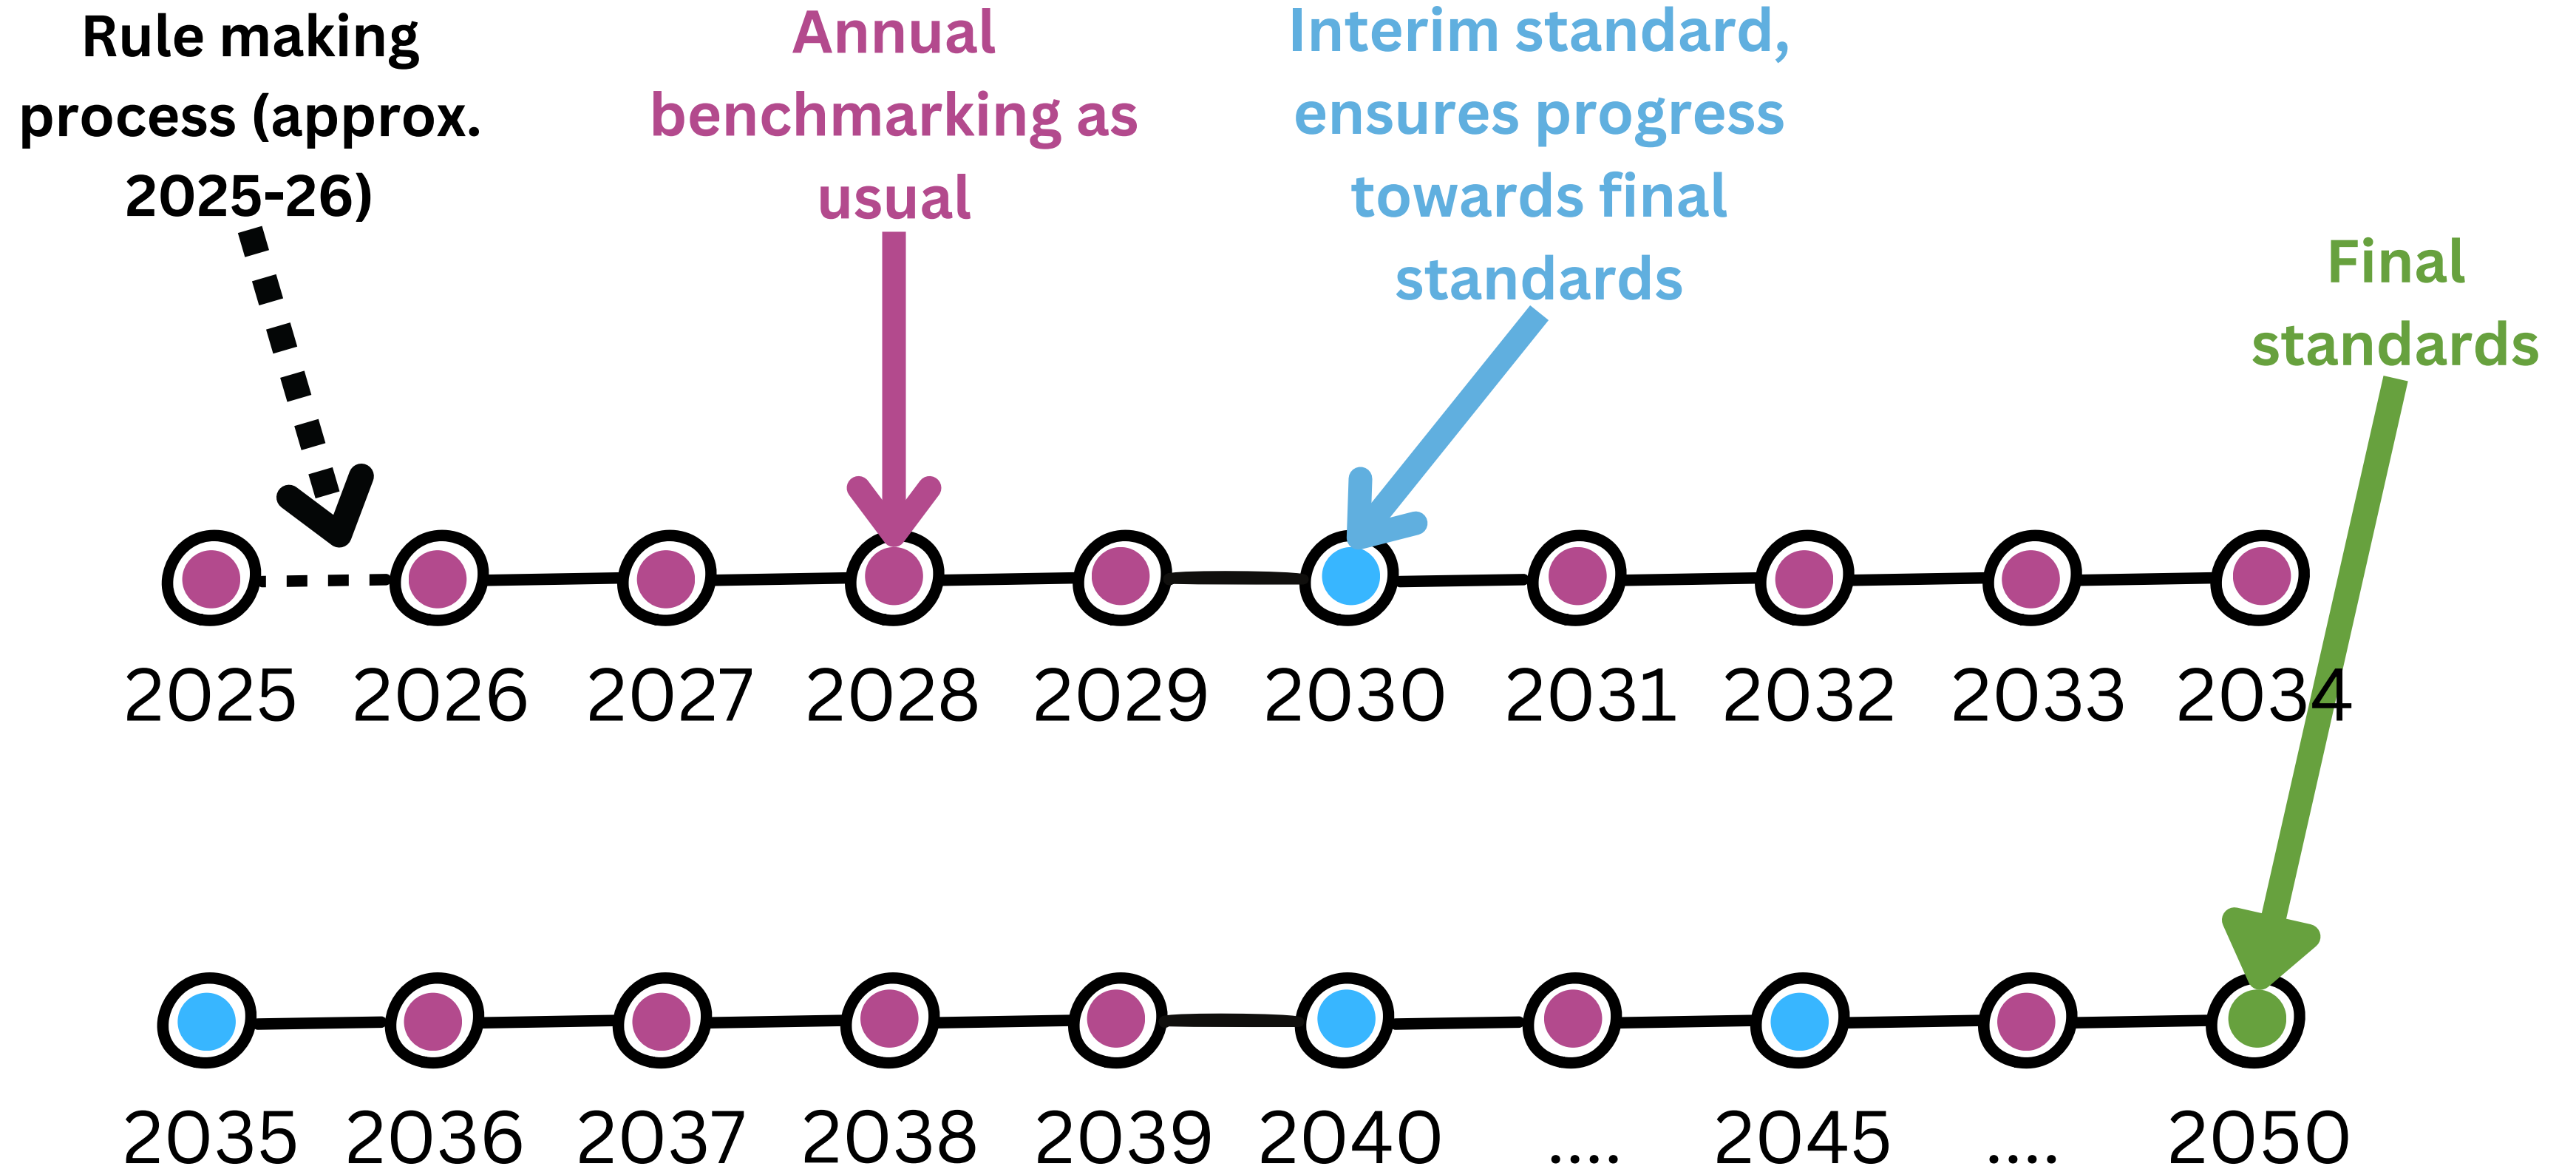 Rule making
process (approx.
2025-26)
Annual
benchmarking as
usual
Interim standard,
ensures progress
towards final
standards
Final
standards
2025 2026 2027 2028 2029 2030 2031 2032 2033 2034
2035 2036 2037 2038 2039 2040 .... 2045 .... 2050